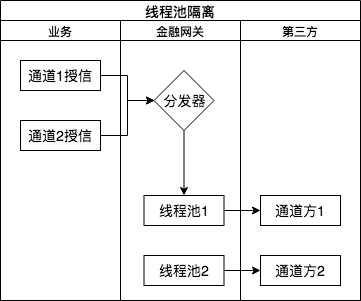 线程池隔离
业务
金融网关
第三方
通道1授信
分发器
通道2授信
线程池1
通道方1
线程池2
通道方2